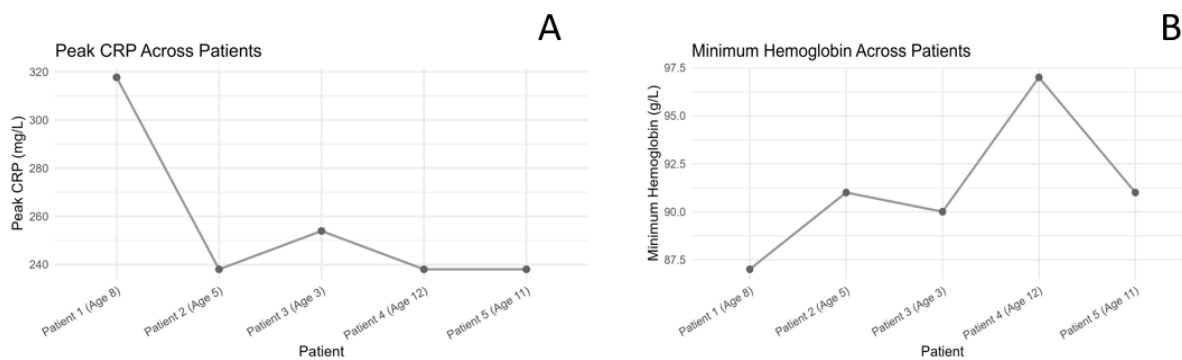 A
Peak CRP Across Patients
320
300
280
260
240
Peak CRP (mg/L)
Patient 1 (Age 8)
Patient 2 (Age 5)
Patient 3 (Age 3)
Patient 4 (Age 12)
Patient 5 (Age 11)
Patient
B
Minimum Hemoglobin Across Patients
97.5
95.0
92.5
90.0
87.5
Minimum Hemoglobin (g/L)
Patient 1 (Age 8)
Patient 2 (Age 5)
Patient 3 (Age 3)
Patient 4 (Age 12)
Patient 5 (Age 11)
Patient